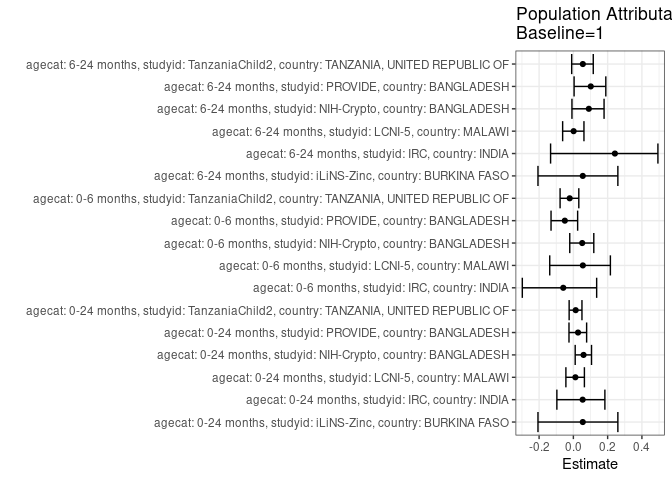 Population Attributa
Baseline=1
agecat: 6-24 months, studyid: TanzaniaChild2, country: TANZANIA, UNITED REPUBLIC OF
agecat: 6-24 months, studyid: PROVIDE, country: BANGLADESH
agecat: 6-24 months, studyid: NIH-Crypto, country: BANGLADESH
agecat: 6-24 months, studyid: LCNI-5, country: MALAWI
agecat: 6-24 months, studyid: IRC, country: INDIA
agecat: 6-24 months, studyid: iLiNS-Zinc, country: BURKINA FASO
agecat: 0-6 months, studyid: TanzaniaChild2, country: TANZANIA, UNITED REPUBLIC OF
agecat: 0-6 months, studyid: PROVIDE, country: BANGLADESH
agecat: 0-6 months, studyid: NIH-Crypto, country: BANGLADESH
agecat: 0-6 months, studyid: LCNI-5, country: MALAWI
agecat: 0-6 months, studyid: IRC, country: INDIA
agecat: 0-24 months, studyid: TanzaniaChild2, country: TANZANIA, UNITED REPUBLIC OF
agecat: 0-24 months, studyid: PROVIDE, country: BANGLADESH
agecat: 0-24 months, studyid: NIH-Crypto, country: BANGLADESH
agecat: 0-24 months, studyid: LCNI-5, country: MALAWI
agecat: 0-24 months, studyid: IRC, country: INDIA
agecat: 0-24 months, studyid: iLiNS-Zinc, country: BURKINA FASO
-0.2 0.0 0.2 0.4
Estimate